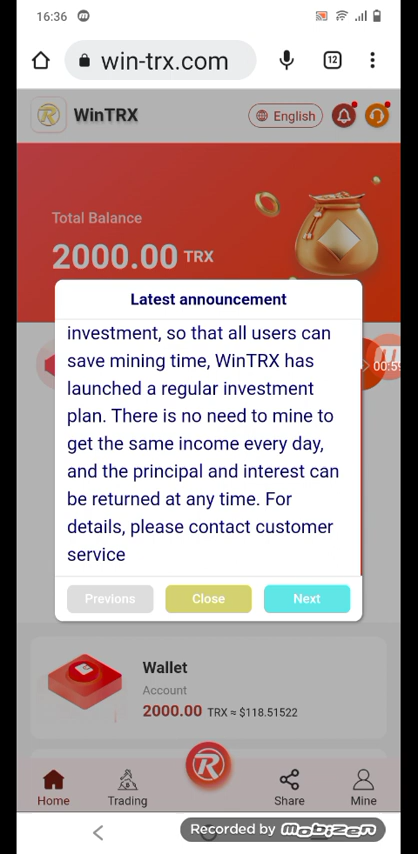 16:36
win-trx.com
12
WinTRX
English
Total Balance
2000.00 TRX
Latest announcement
investment, so that all users can
save mining time, WinTRX has
launched a regular investment
plan. There is no need to mine to
get the same income every day,
and the principal and interest can
be returned at any time. For
details, please contact customer
service
00:59
Previons
Close
Next
Wallet
Account
2000.00 TRX ≈ $118.51522
Home
Trading
Share
Mine
Recorded by mobizen